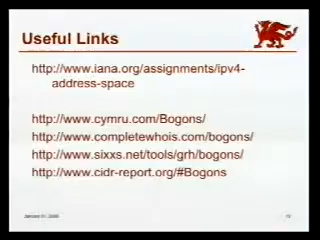 Useful Links
http://www.iana.org/assignments/ipv4-
address-space
http://www.cymru.com/Bogons/
http://www.completewhois.com/bogons/
http://www.sixxs.net/tools/grh/bogons/
http://www.cidr-report.org/#Bogons